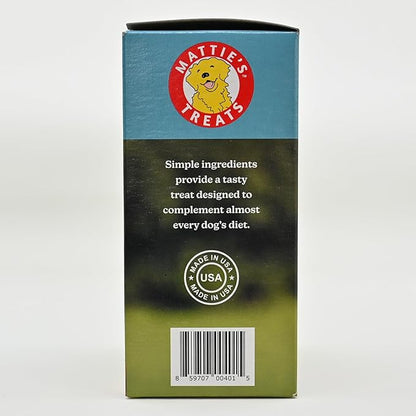 MATTIE'S
TREATS
Simple ingredients
provide a tasty
treat designed to
complement almost
every dog's diet.
MADE IN USA
USA
MADE IN USA
8 59707 00401 5